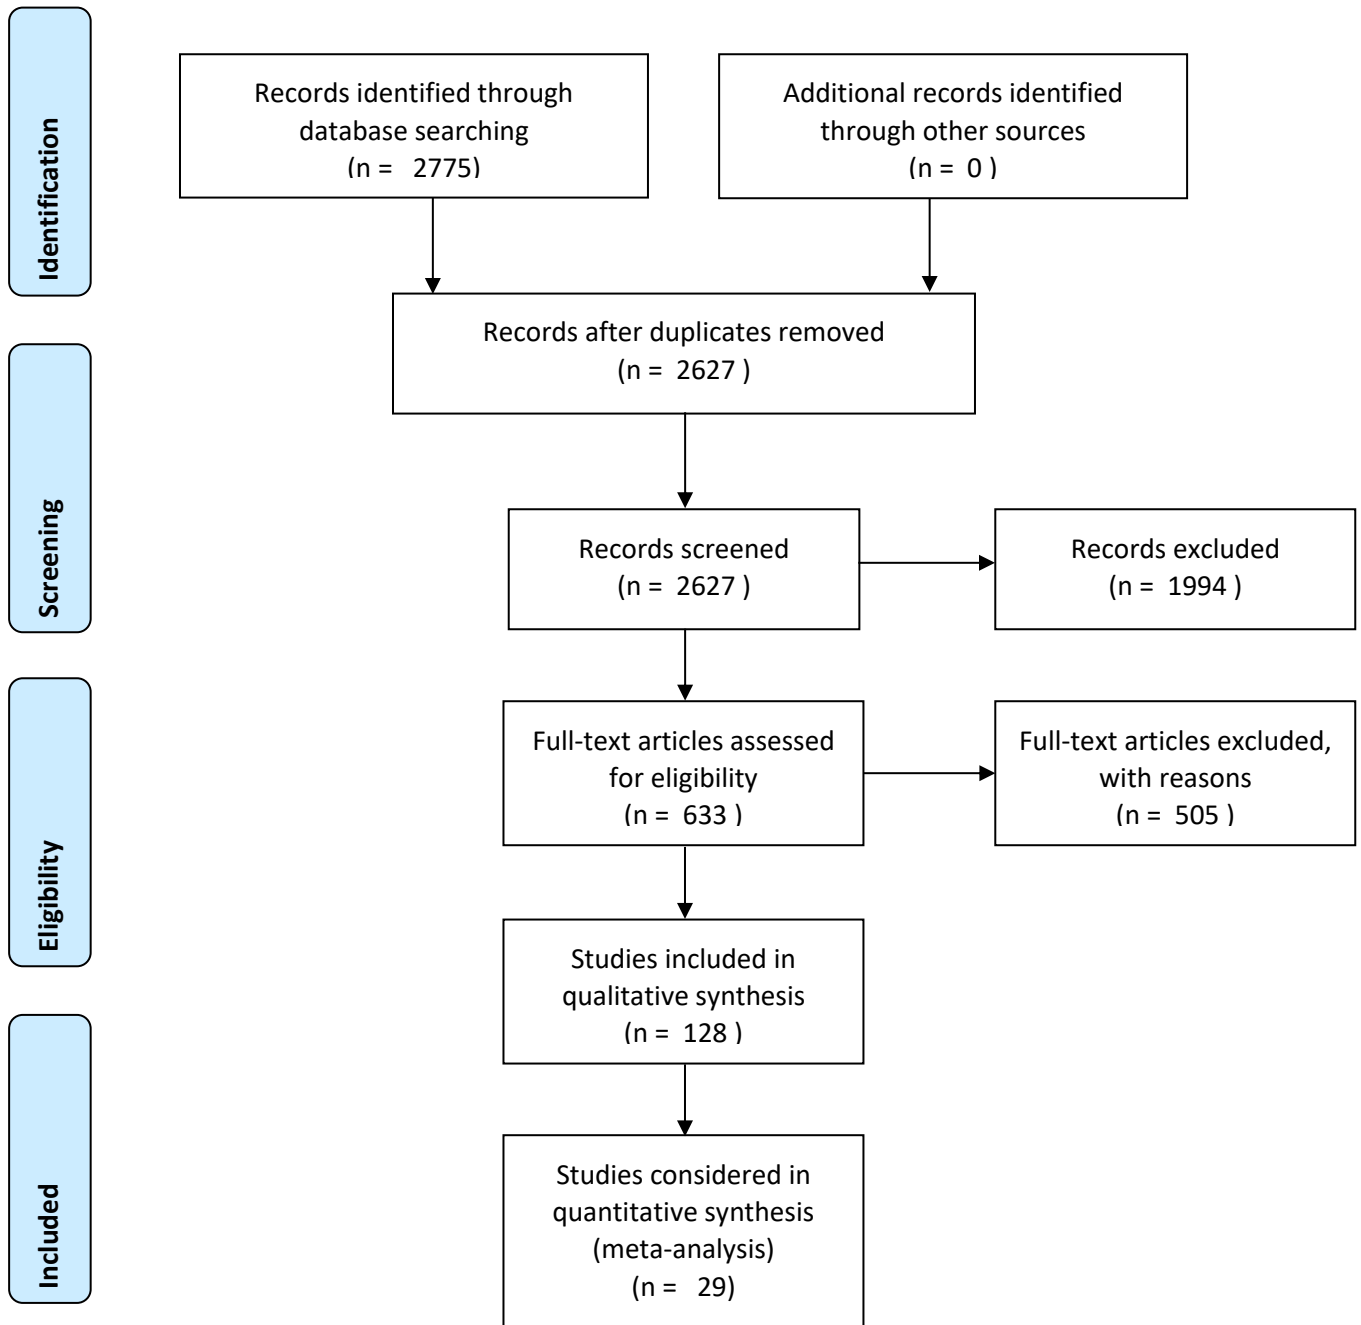 Identification
Records identified through
database searching
(n = 2775)
Additional records identified
through other sources
(n = 0 )
Records after duplicates removed
(n = 2627 )
Screening
Records screened
(n = 2627 )
Records excluded
(n = 1994 )
Eligibility
Full-text articles assessed
for eligibility
(n = 633 )
Full-text articles excluded,
with reasons
(n = 505 )
Studies included in
qualitative synthesis
(n = 128 )
Included
Studies considered in
quantitative synthesis
(meta-analysis)
(n = 29)